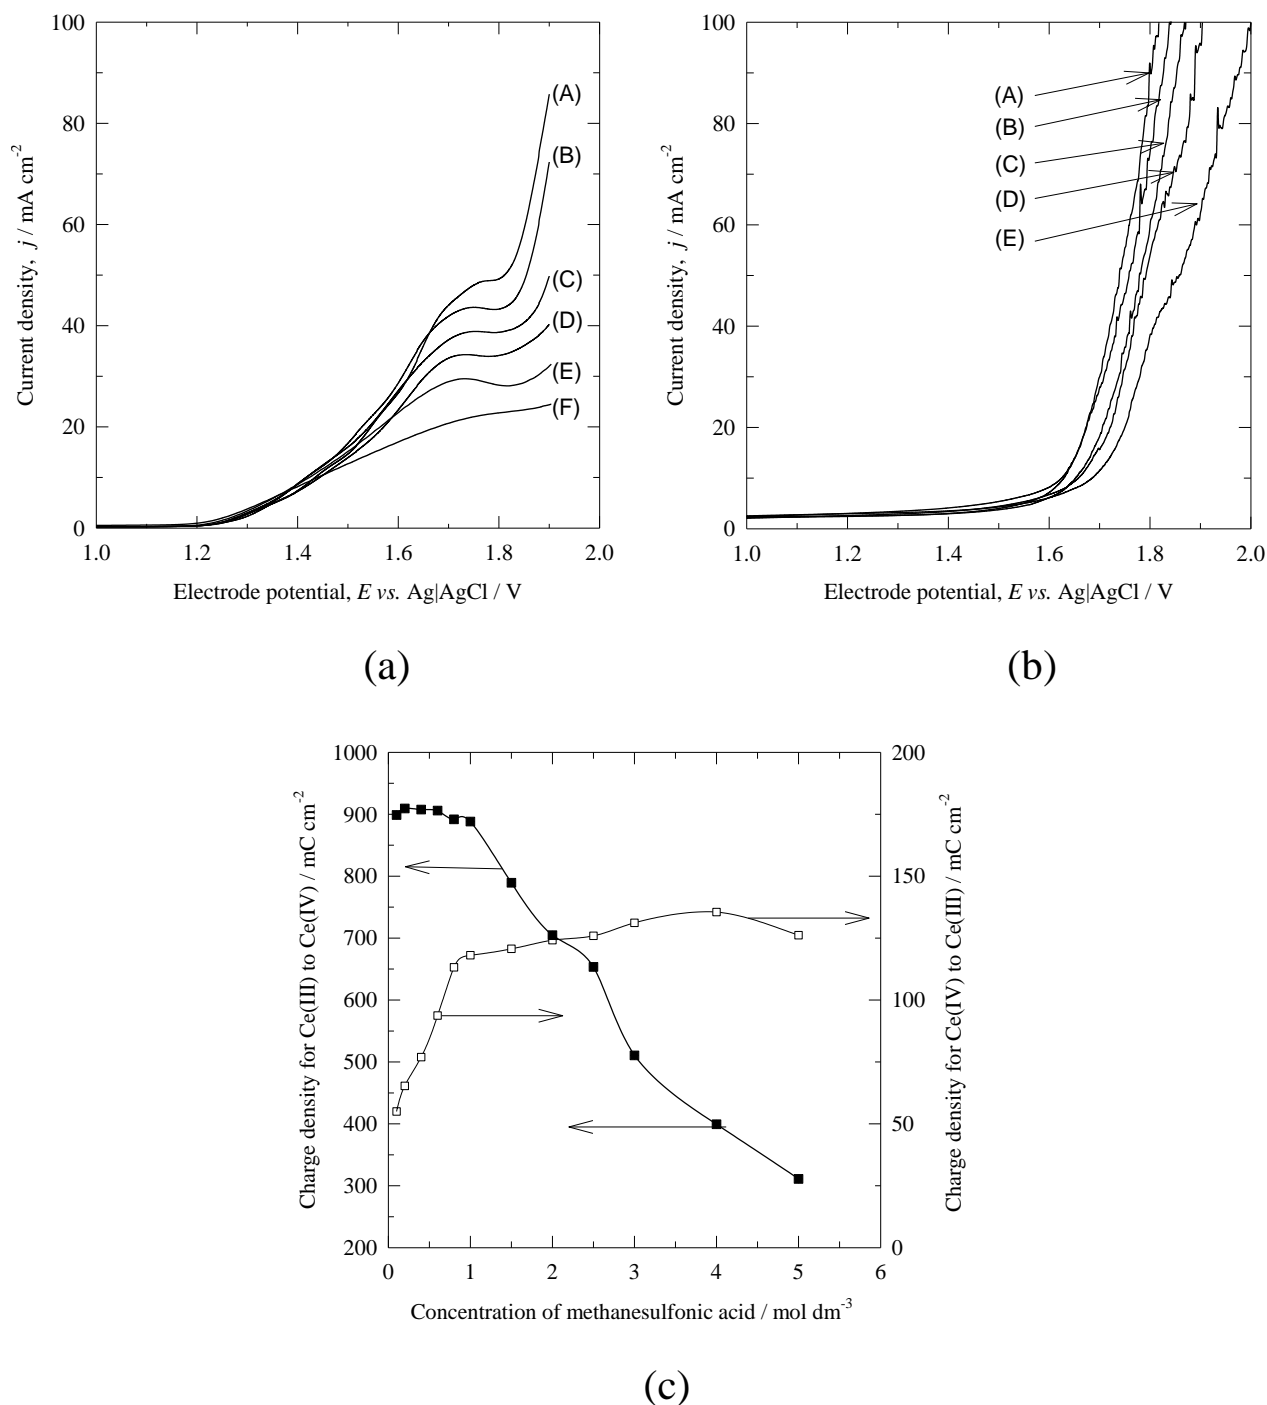 100
80
60
40
20
0
1.0 1.2 1.4 1.6 1.8 2.0
Current density, j / mA cm-2
Electrode potential, E vs. Ag|AgCl / V
(A)
(B)
(C)
(D)
(E)
(F)
(a)
100
80
60
40
20
0
1.0 1.2 1.4 1.6 1.8 2.0
Current density, j / mA cm-2
Electrode potential, E vs. Ag|AgCl / V
(A)
(B)
(C)
(D)
(E)
(b)
1000
900
800
700
600
500
400
300
200
Charge density for Ce(III) to Ce(IV) / mC cm-2
200
150
100
50
0
Charge density for Ce(IV) to Ce(III) / mC cm-2
0 1 2 3 4 5 6
Concentration of methanesulfonic acid / mol dm-3
(c)